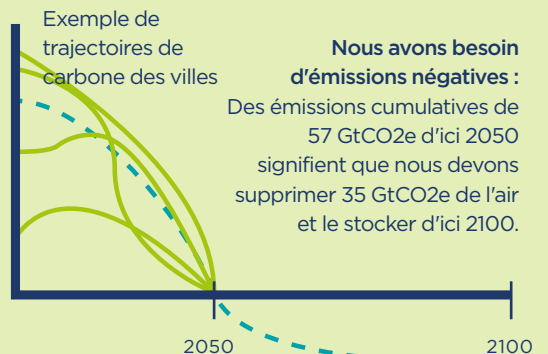 Exemple de
trajectoires de
carbone des villes
Nous avons besoin
d'émissions négatives :
Des émissions cumulatives de
57 GtCO2e d'ici 2050
signifient que nous devons
supprimer 35 GtCO2e de l'air
et le stocker d'ici 2100.
2050
2100